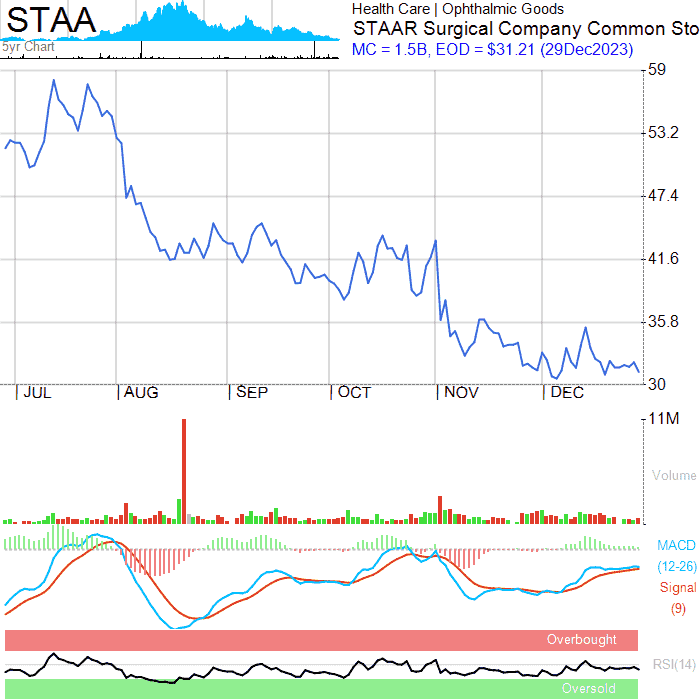 STAA
5yr Chart
Health Care | Ophthalmic Goods
STAAR Surgical Company Common Sto
MC = 1.5B, EOD = $31.21 (29Dec2023)
59
53.2
47.4
41.6
35.8
30
JUL AUG SEP OCT NOV DEC
11M
Volume
MACD
(12-26)
Signal
(9)
Overbought
RSI(14)
Oversold